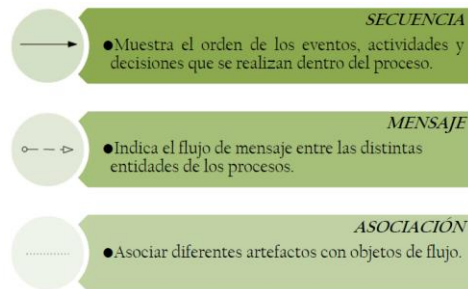 SECUENCIA
●Muestra el orden de los eventos, actividades y
decisiones que se realizan dentro del proceso.
MENSAJE
●Indica el flujo de mensaje entre las distintas
entidades de los procesos.
ASOCIACIÓN
●Asociar diferentes artefactos con objetos de flujo.